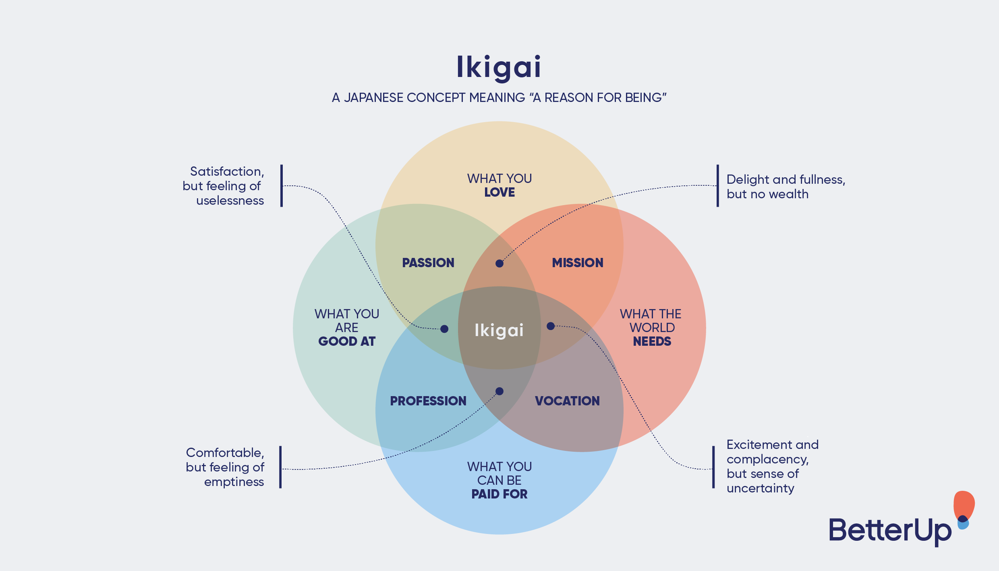 Ikigai
A JAPANESE CONCEPT MEANING “A REASON FOR BEING”
Satisfaction,
but feeling of
uselessness
Delight and fullness,
but no wealth
WHAT YOU
LOVE
PASSION
MISSION
WHAT YOU
ARE
GOOD AT
Ikigai
WHAT THE
WORLD
NEEDS
PROFESSION
VOCATION
WHAT YOU
CAN BE
PAID FOR
Comfortable,
but feeling of
emptiness
Excitement and
complacency,
but sense of
uncertainty
BetterUp